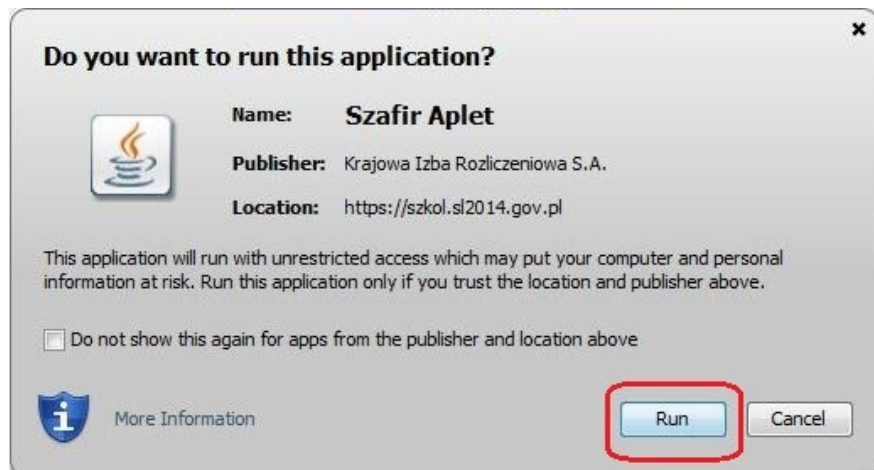 Do you want to run this application?
Name: Szafir Aplet
Publisher: Krajowa Izba Rozliczeniowa S.A.
Location: https://szkol.sl2014.gov.pl
This application will run with unrestricted access which may put your computer and personal
information at risk. Run this application only if you trust the location and publisher above.
Do not show this again for apps from the publisher and location above
More Information
Run
Cancel